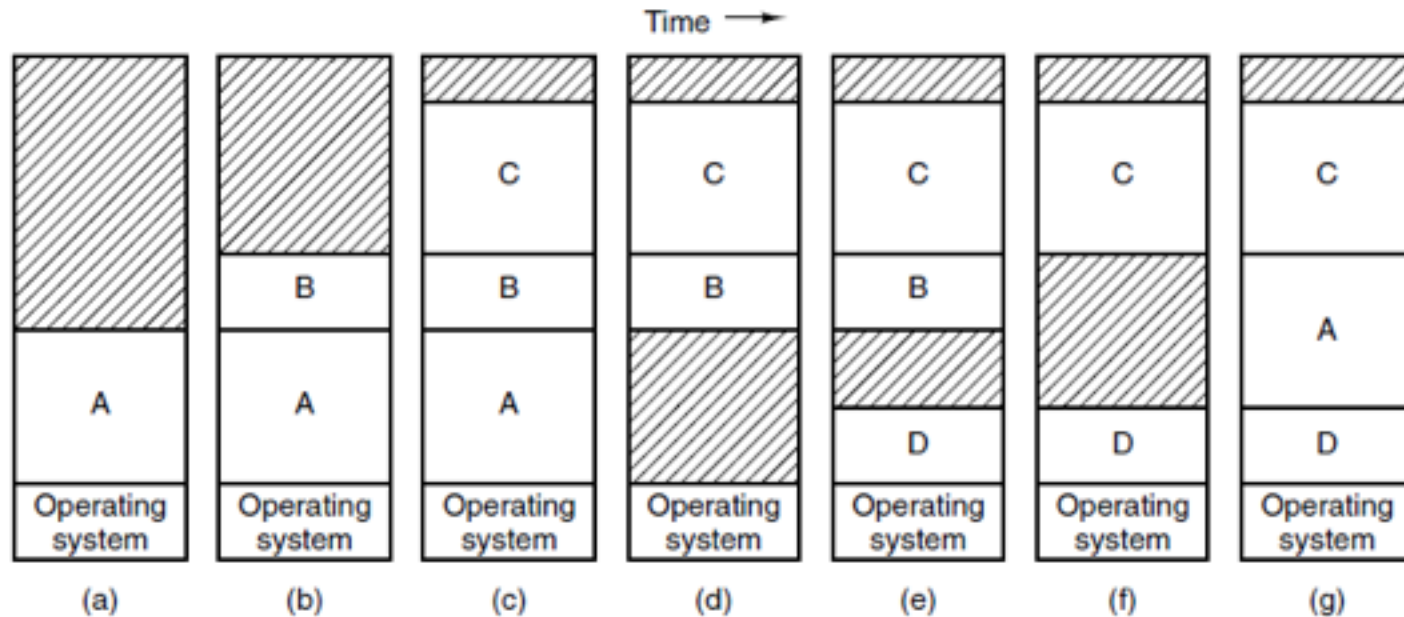 Time
C
C
C
C
C
B
B
B
B
A
A
A
A
D
D
D
Operating
system
Operating
system
Operating
system
Operating
system
Operating
system
Operating
system
Operating
system
(a)
(b)
(c)
(d)
(e)
(f)
(g)